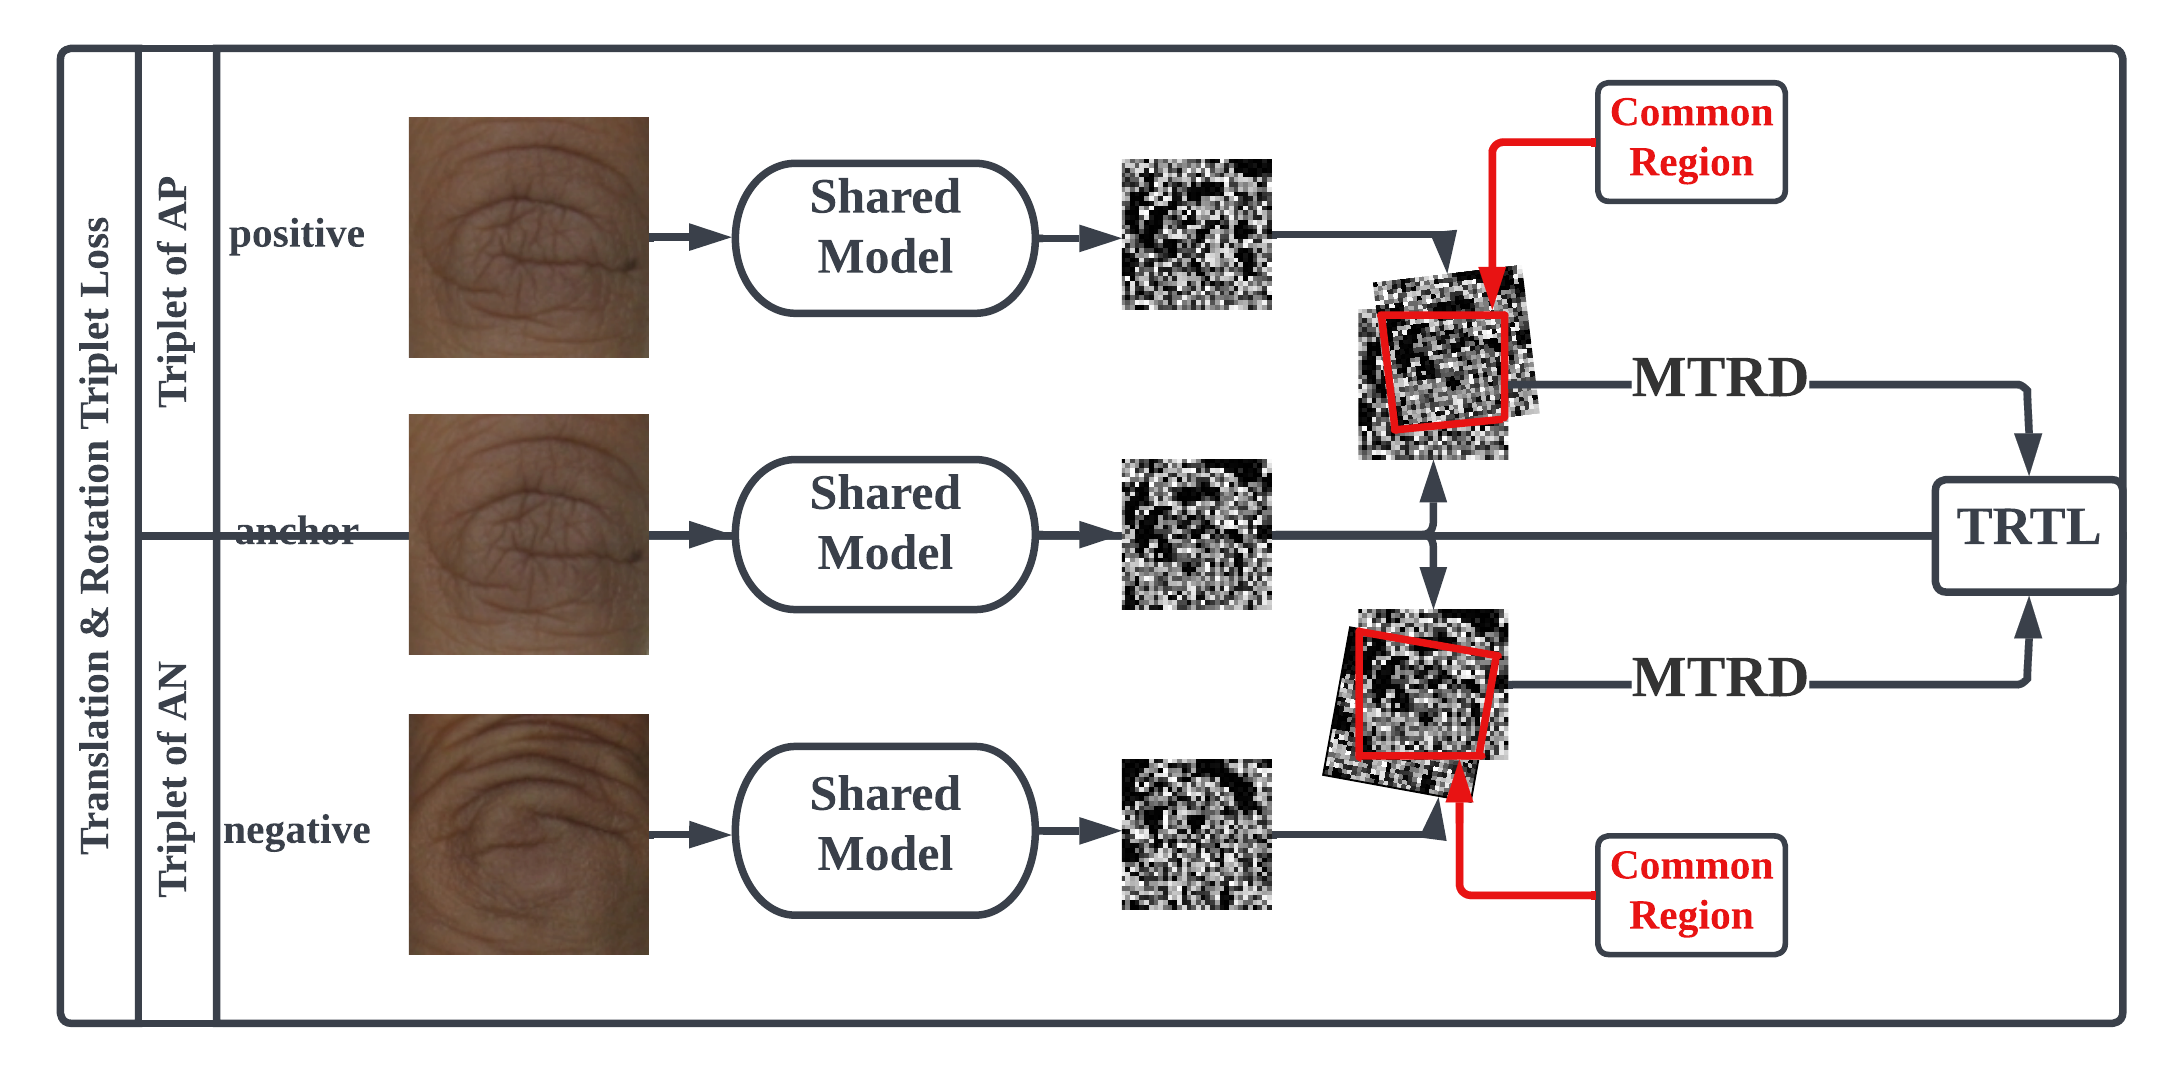 Translation & Rotation Triplet Loss
Triplet of AP
Triplet of AN
positive
Shared
Model
Common
Region
MTRD
anchor
Shared
Model
TRTL
negative
Shared
Model
MTRD
Common
Region